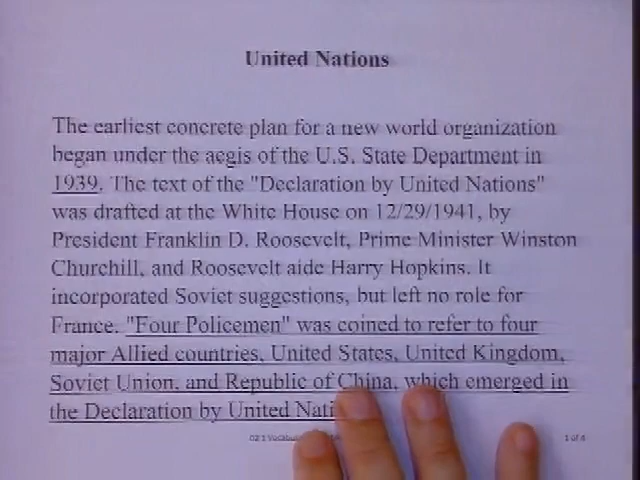 United Nations
The earliest concrete plan for a new world organization
began under the aegis of the U.S. State Department in
1939. The text of the "Declaration by United Nations"
was drafted at the White House on 12/29/1941, by
President Franklin D. Roosevelt, Prime Minister Winston
Churchill, and Roosevelt aide Harry Hopkins. It
incorporated Soviet suggestions, but left no role for
France. "Four Policemen" was coined to refer to four
major Allied countries, United States, United Kingdom,
Soviet Union, and Republic of China, which emerged in
the Declaration by United Nati